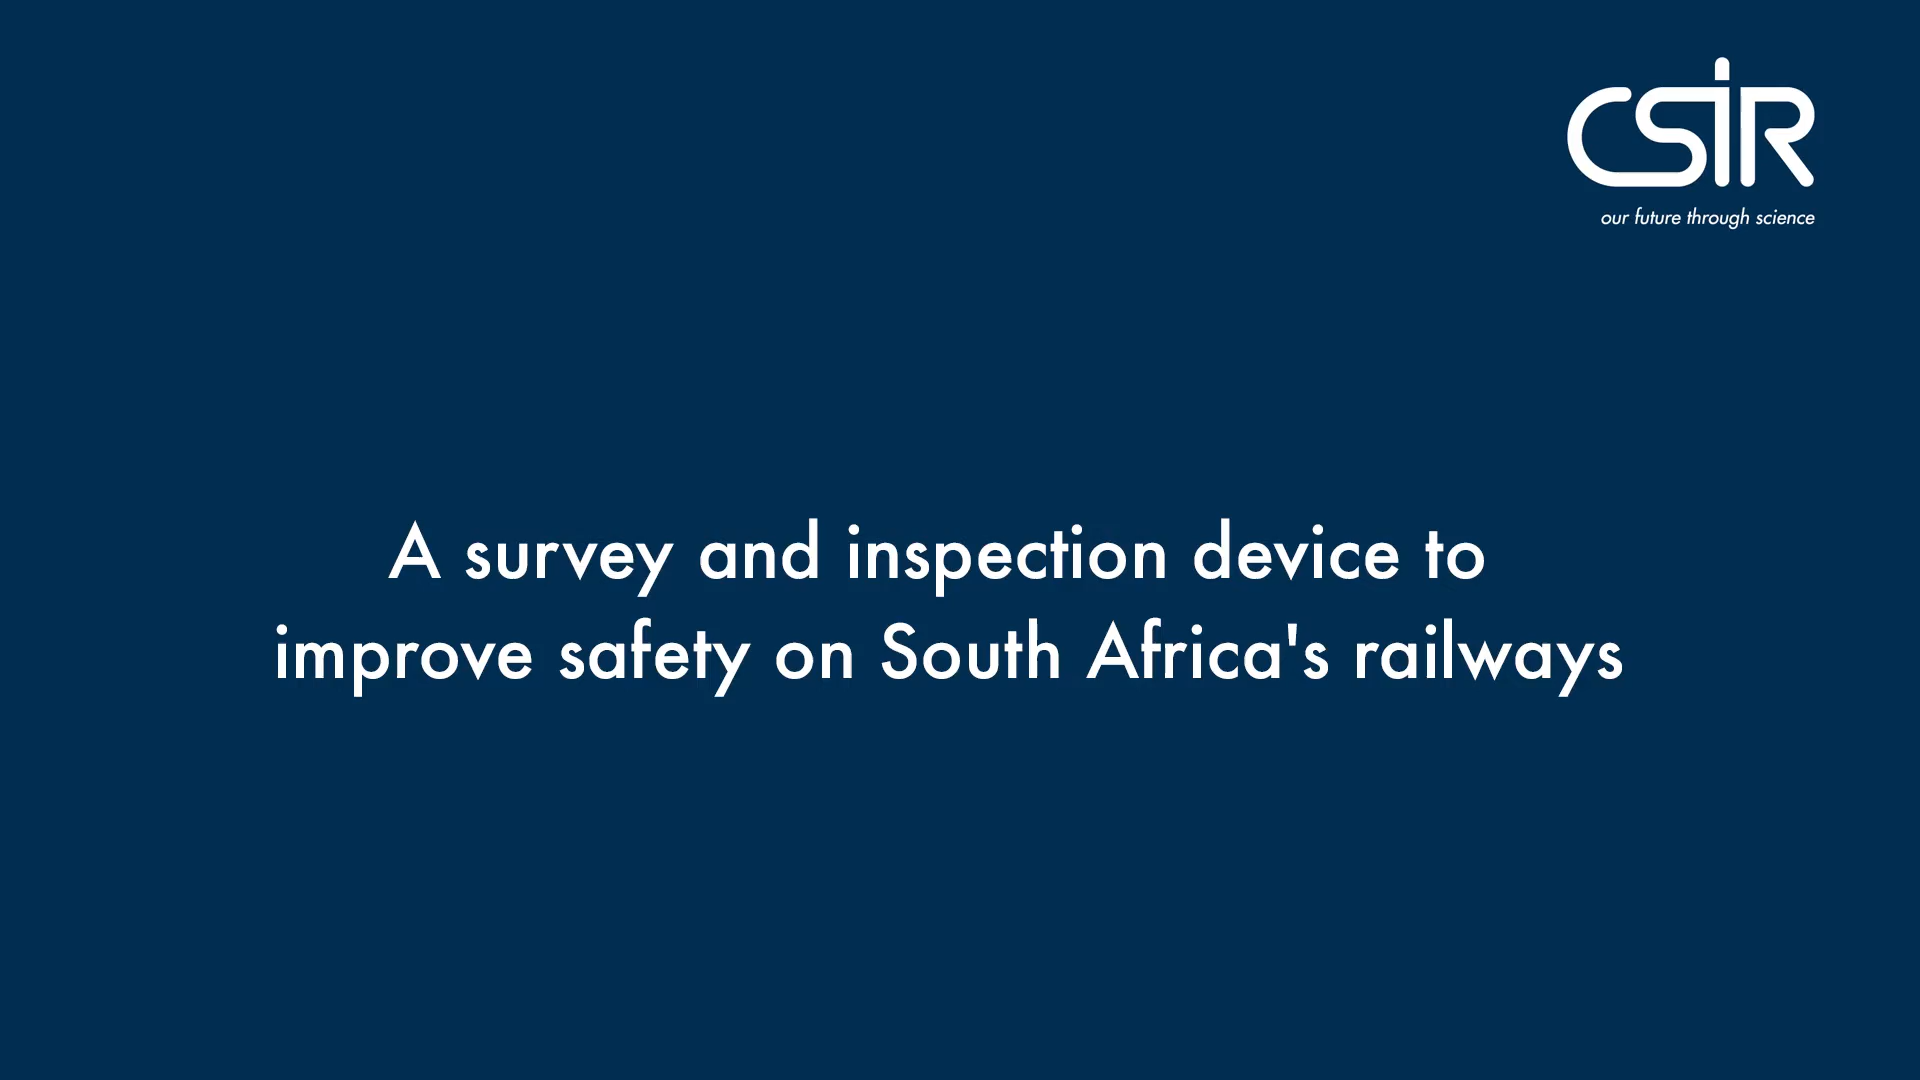 CSIR
our future through science
A survey and inspection device to
improve safety on South Africa's railways